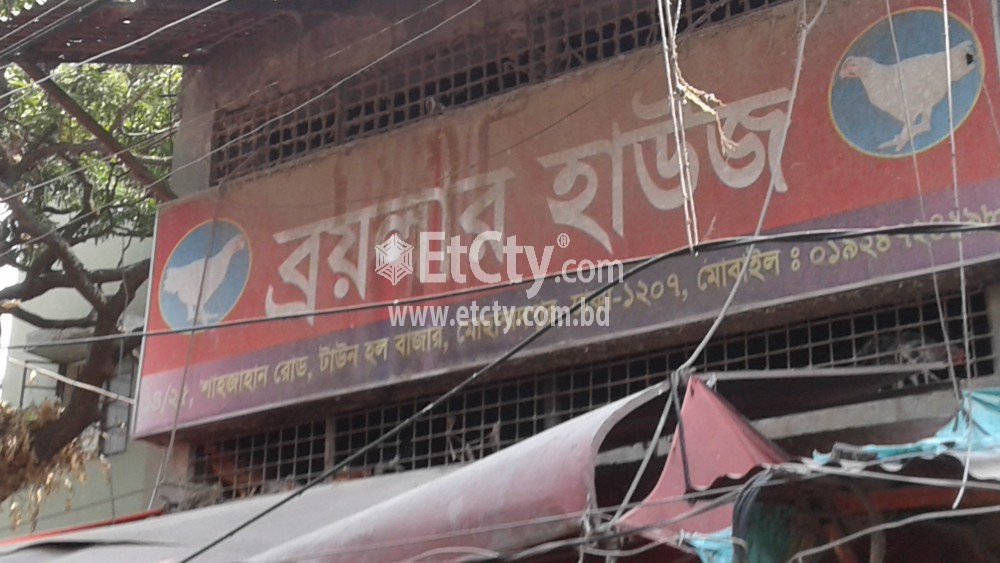 ব্রয়লার হাউজ
EtCty®.com
www.etcty.com.bd
শাহজাহান রোড, টাউন হল বাজার, ঢাকা-১২০৭, মোবাইল ঃ